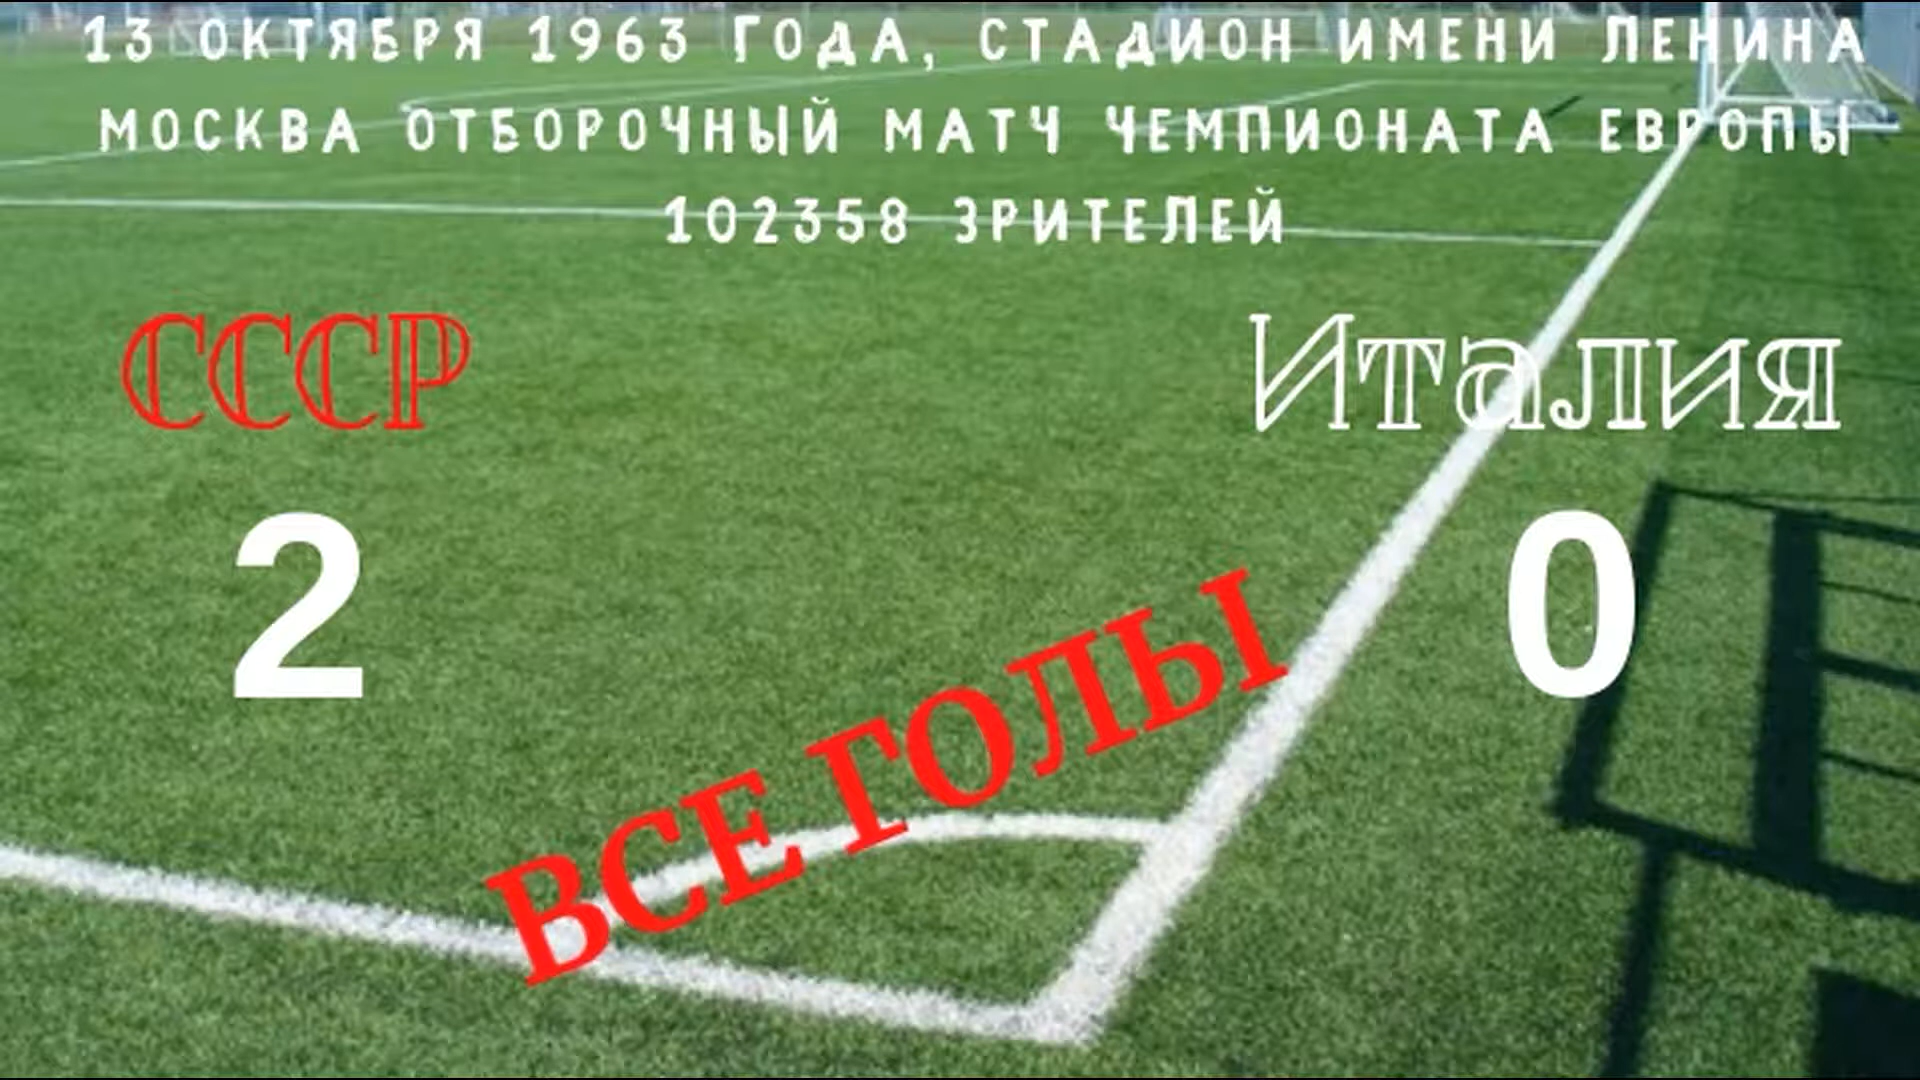 13 ОКТЯБРЯ 1963 ГОДА, СТАДИОН ИМЕНИ ЛЕНИНА
МОСКВА ОТБОРОЧНЫЙ МАТЧ ЧЕМПИОНАТА ЕВРОПЫ
102358 ЗРИТЕЛЕЙ
СССР Италия
2 0
ВСЕ ГОЛЫ